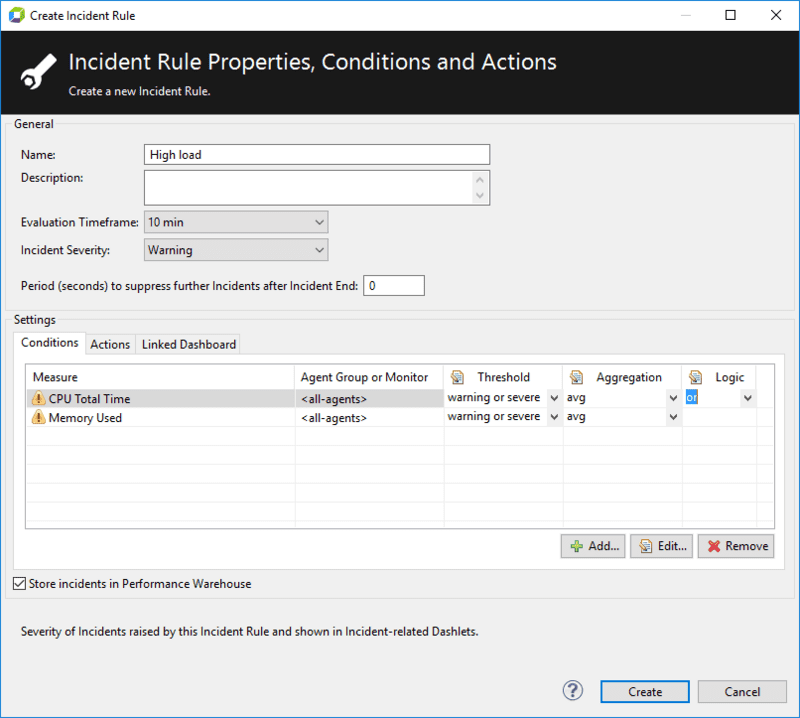 Create Incident Rule
Incident Rule Properties, Conditions and Actions
Create a new Incident Rule.
General
Name: High load
Description:
Evaluation Timeframe: 10 min
Incident Severity: Warning
Period (seconds) to suppress further Incidents after Incident End: 0
Settings
Conditions Actions Linked Dashboard
Measure Agent Group or Monitor Threshold Aggregation Logic
CPU Total Time <all-agents> warning or severe avg or
Memory Used <all-agents> warning or severe avg
Add... Edit... Remove
Store incidents in Performance Warehouse
Severity of Incidents raised by this Incident Rule and shown in Incident-related Dashlets.
? Create Cancel